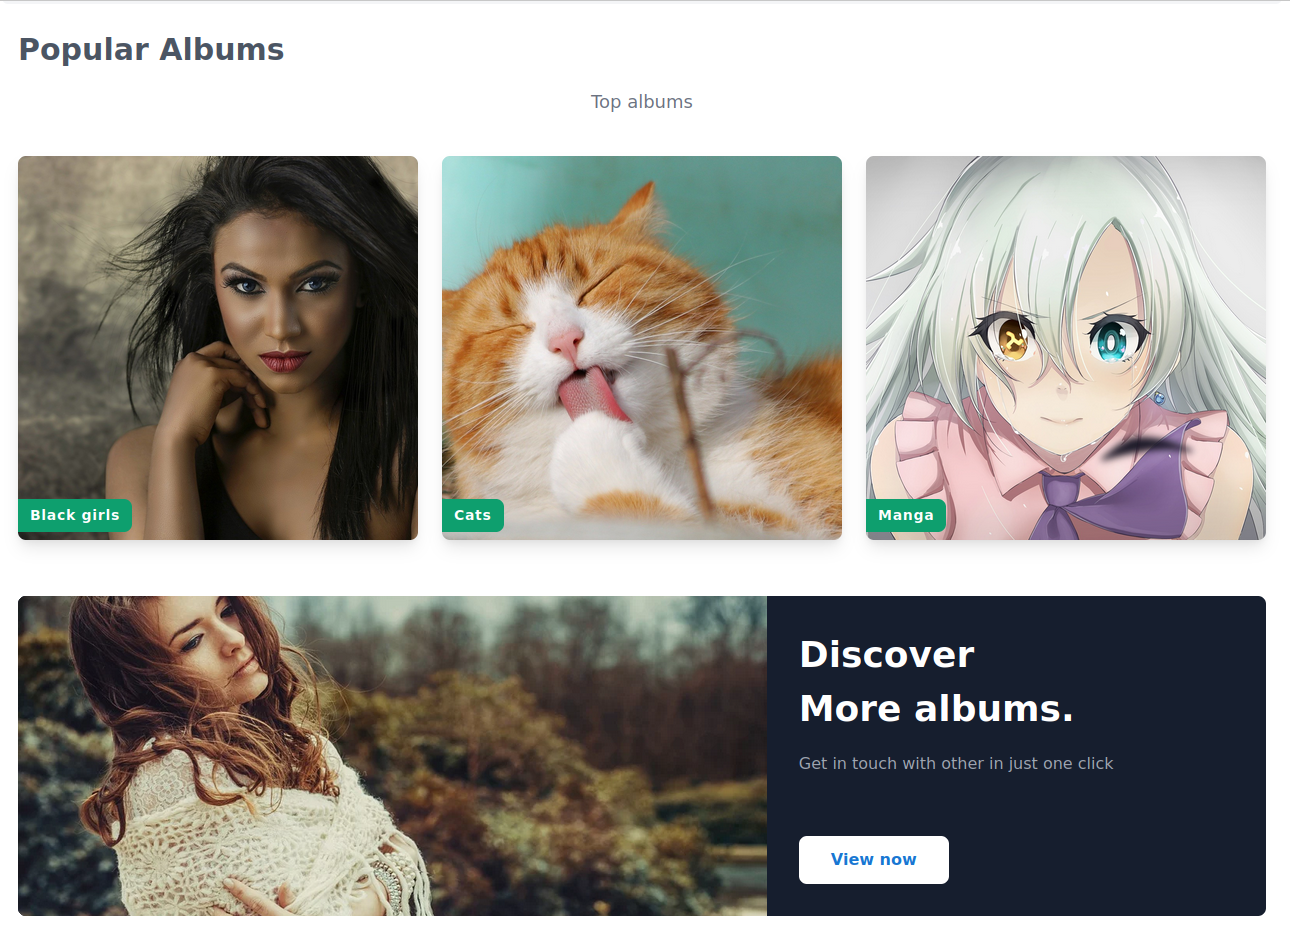 Popular Albums
Top albums
Black girls
Cats
Manga
Discover
More albums.
Get in touch with other in just one click
View now